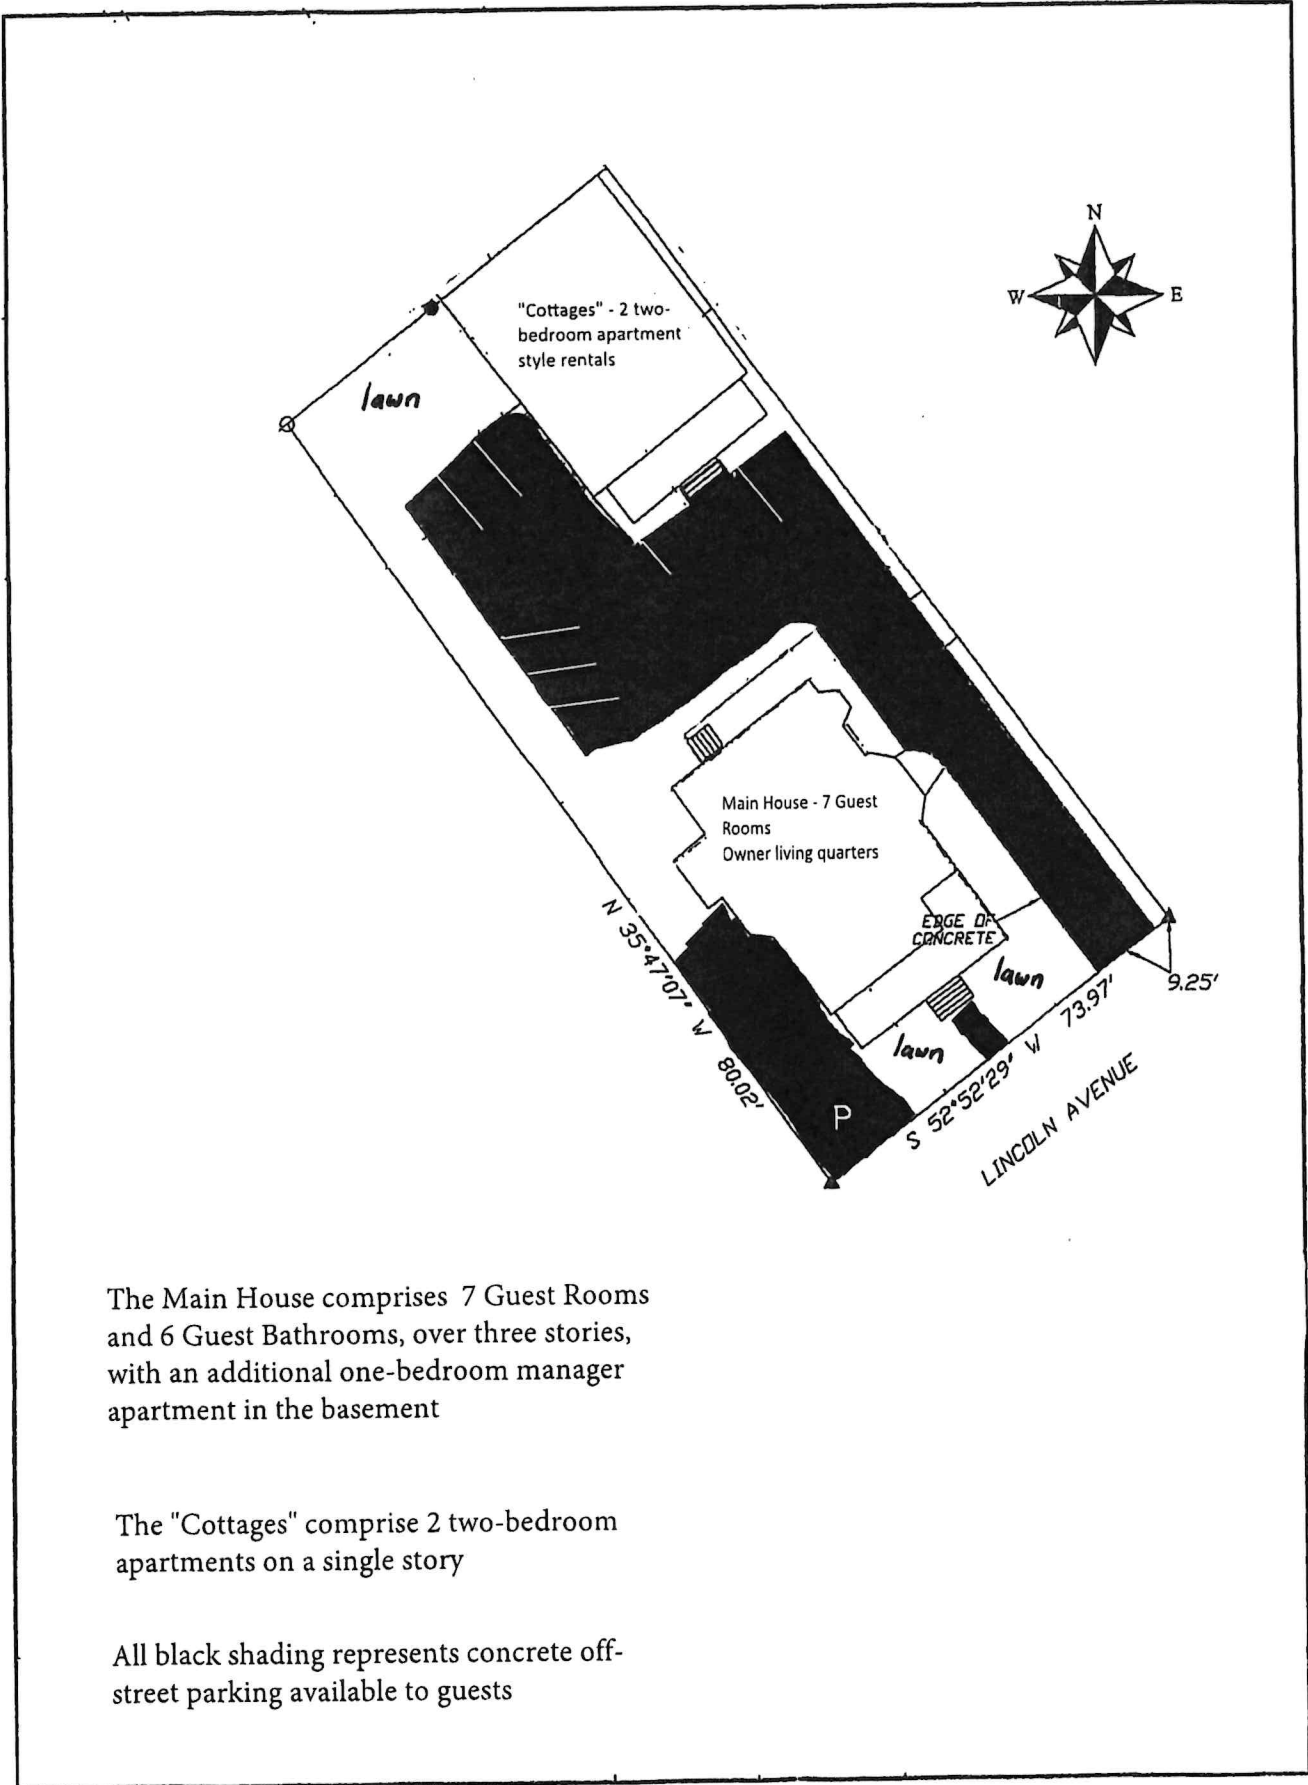 N
W E
"Cottages" - 2 two-
bedroom apartment
style rentals
lawn
Main House - 7 Guest
Rooms
Owner living quarters
EDGE OF
CONCRETE
lawn
9.25'
N 35°47'07" W 80.02'
lawn
S 52°52'29" W 73.97'
P
LINCOLN AVENUE
The Main House comprises 7 Guest Rooms
and 6 Guest Bathrooms, over three stories,
with an additional one-bedroom manager
apartment in the basement
The "Cottages" comprise 2 two-bedroom
apartments on a single story
All black shading represents concrete off-
street parking available to guests